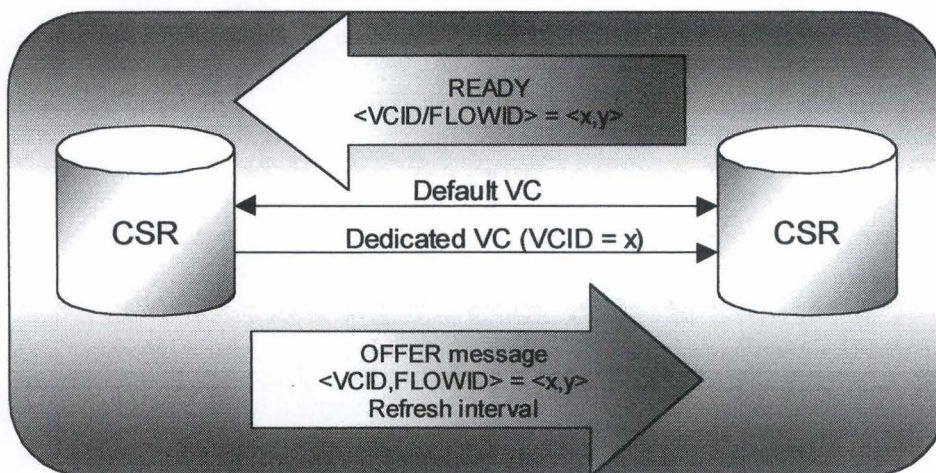 READY
<VCID/FLOWID> = <x,y>
Default VC
CSR
Dedicated VC (VCID = x)
CSR
OFFER message
<VCID,FLOWID> = <x,y>
Refresh interval